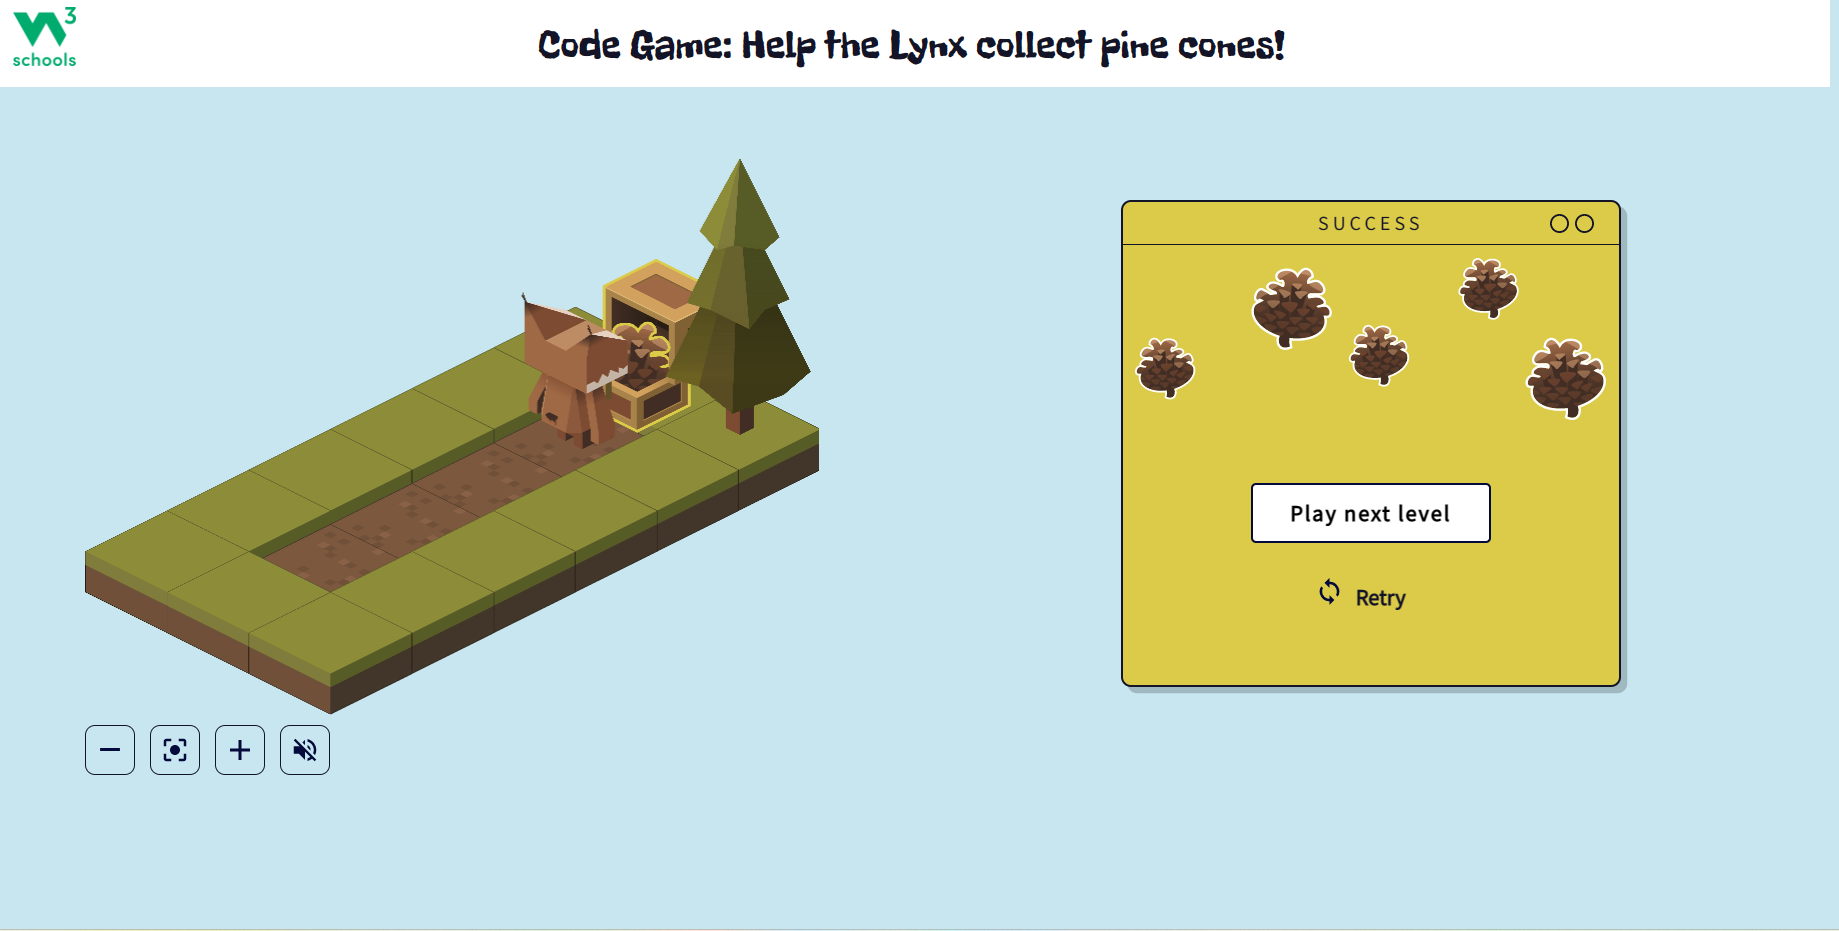 W3
schools
Code Game: Help the Lynx collect pine cones!
SUCCESS
Play next level
Retry